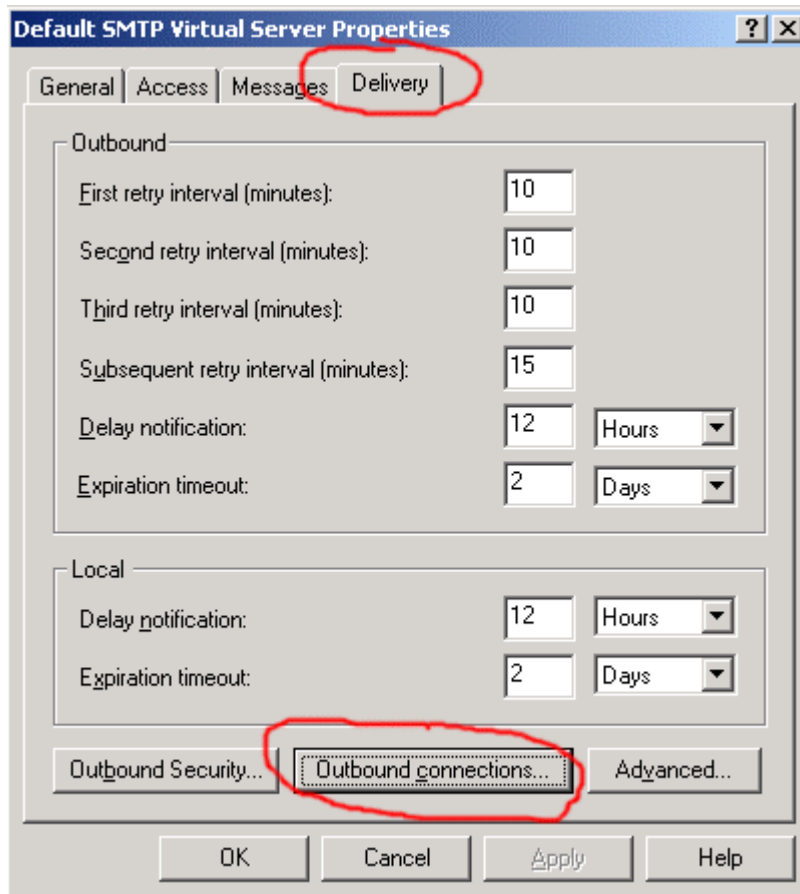 Default SMTP Virtual Server Properties
General Access Messages Delivery
Outbound
First retry interval (minutes): 10
Second retry interval (minutes): 10
Third retry interval (minutes): 10
Subsequent retry interval (minutes): 15
Delay notification: 12 Hours
Expiration timeout: 2 Days
Local
Delay notification: 12 Hours
Expiration timeout: 2 Days
Outbound Security... Outbound connections... Advanced...
OK Cancel Apply Help